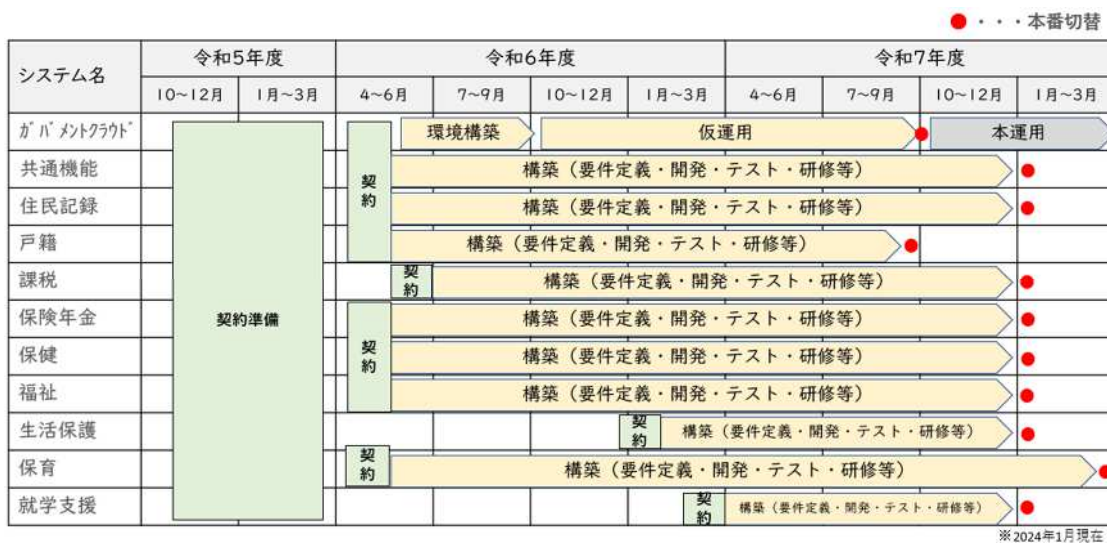 ●・・・本番切替
システム名 令和5年度 令和6年度 令和7年度
10~12月 1月~3月 4~6月 7~9月 10~12月 1月~3月 4~6月 7~9月 10~12月 1月~3月
ガバメントクラウド 環境構築 仮運用 本運用
共通機能 構築（要件定義・開発・テスト・研修等）
契約
住民記録 構築（要件定義・開発・テスト・研修等）
戸籍 構築（要件定義・開発・テスト・研修等）
課税 契約 構築（要件定義・開発・テスト・研修等）
保険年金 契約準備 構築（要件定義・開発・テスト・研修等）
保健 契約 構築（要件定義・開発・テスト・研修等）
福祉 構築（要件定義・開発・テスト・研修等）
生活保護 契約 構築（要件定義・開発・テスト・研修等）
保育 契約 構築（要件定義・開発・テスト・研修等）
就学支援 契約 構築（要件定義・開発・テスト・研修等）
※2024年1月現在